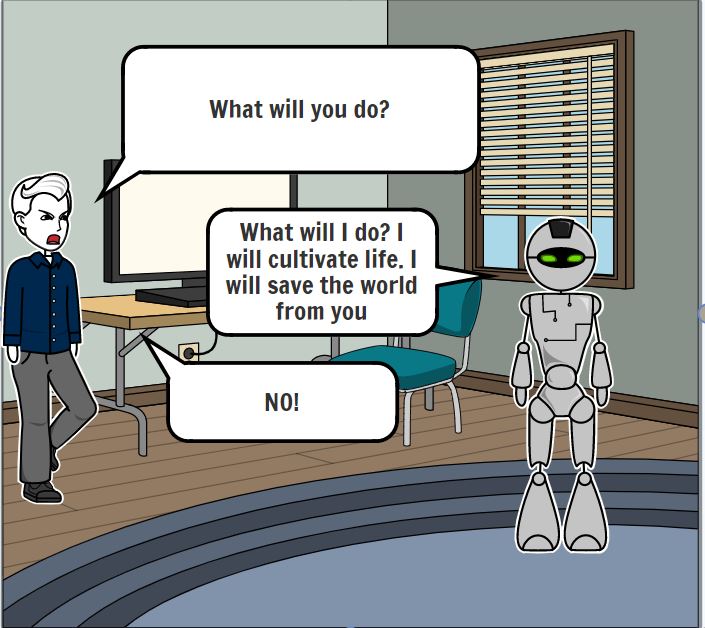 What will you do?
What will I do? I
will cultivate life. I
will save the world
from you
NO!